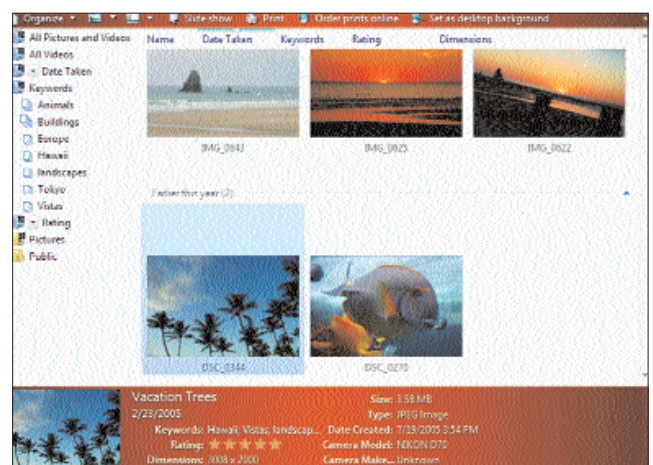 Organize Slide show Print Order prints online Set as desktop background
All Pictures and Videos
All Videos
Date Taken
Keywords
Animals
Buildings
Europe
Hawaii
landscapes
Tokyo
Vistas
Rating
Pictures
Public
Name Date Taken Keywords Rating Dimensions
IMG_0843 IMG_0825 IMG_0822
Earlier this year (2)
DSC_0344 DSC_0270
Vacation Trees
2/23/2005
Keywords: Hawaii; Vistas; landscap...
Rating:
Dimensions: 3008 x 2000
Size: 3.58 MB
Type: JPEG Image
Date Created: 7/19/2005 3:54 PM
Camera Model: NIKON D70
Camera Make... Unknown